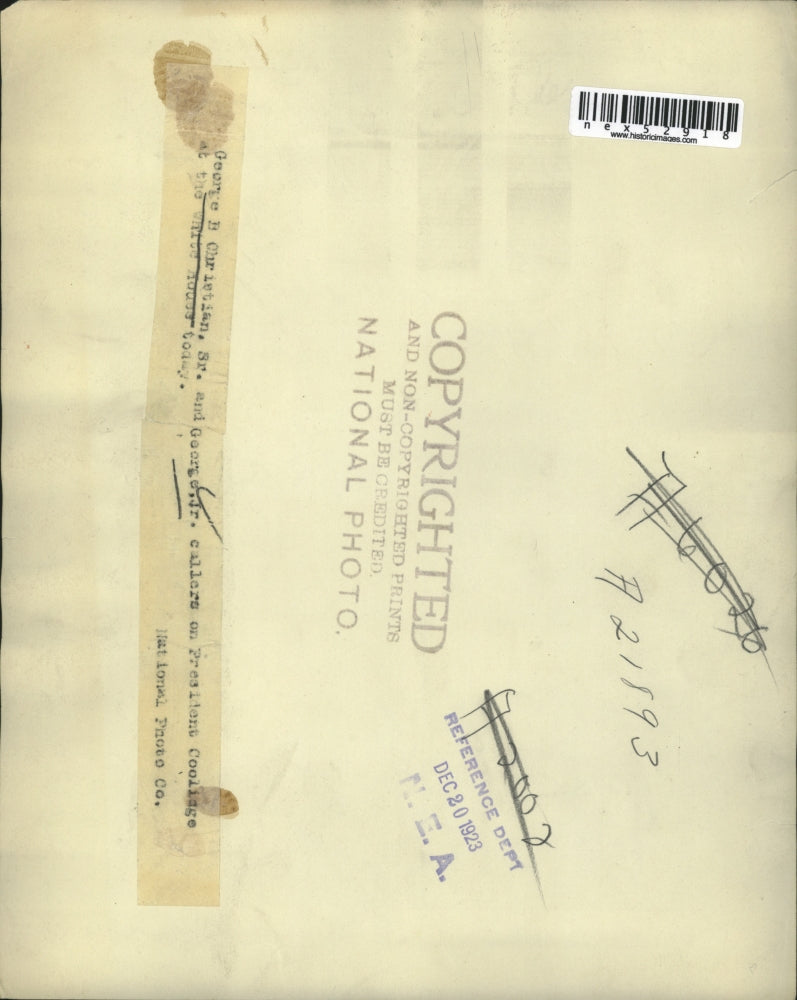 nex52918
www.historicimages.com
George B Christian, Sr. and George, Jr. callers on President Coolidge
at the White House today.
National Photo Co.
COPYRIGHTED
AND NON-COPYRIGHTED PRINTS
MUST BE CREDITED.
NATIONAL PHOTO.
A21893
REFERENCE DEPT
DEC 20 1923
N. E. A.